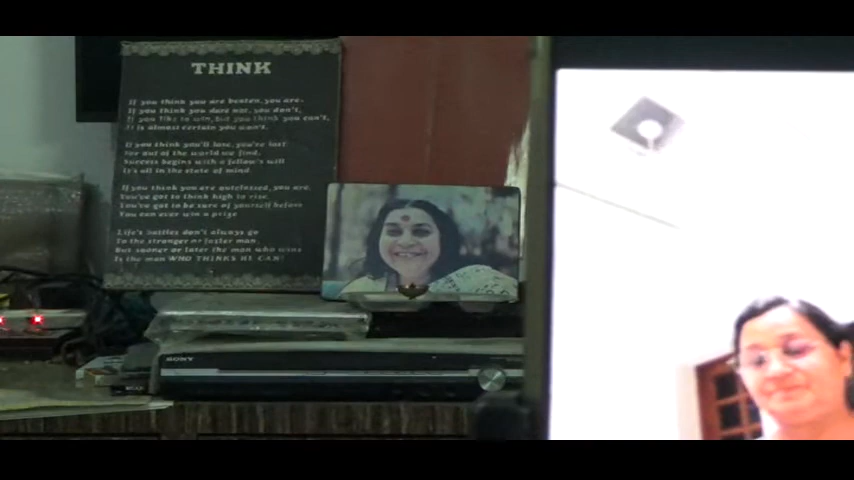 THINK
If you think you are beaten, you are.
If you think you dare not, you don't,
If you like to win, but you think you can't,
It is almost certain you won't.
If you think you'll lose, you're lost
For out of the world we find,
Success begins with a fellow's will
It's all in the state of mind.
If you think you are outclassed, you are.
You've got to think high to rise.
You've got to be sure of yourself before
You can ever win a prize
Life's battles don't always go
To the stronger or faster man.
But sooner or later the man who wins
Is the man WHO THINKS HE CAN!
SONY